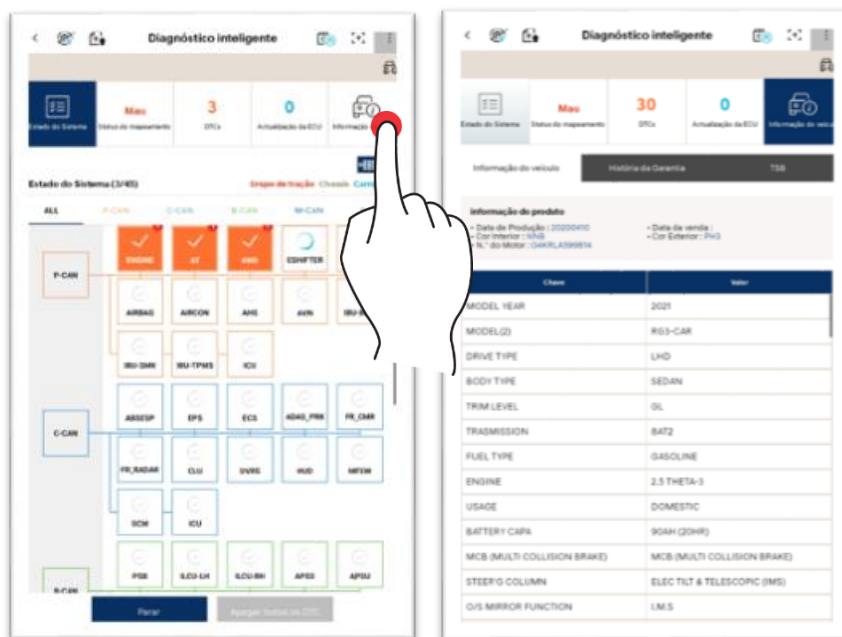 Diagnóstico inteligente
Mau
3
0
Estado do Sistema
Status do mapeamento
DTCs
Actualização da ECU
Informação
Estado do Sistema (3/45)
Grupo de tração Chassis
ALL
P-CAN
C-CAN
B-CAN
M-CAN
P-CAN
ENGINE
AT
4WD
ESHIFTER
AIRBAG
AIRCON
AHS
AVN
IBU-SMK
IBU-TPMS
ICU
C-CAN
ABSESP
EPS
ECS
ADAS_PRK
FR_CMR
FR_RADAR
CLU
HUD
MFSW
SCM
ICU
B-CAN
PSB
ILCU-LH
ILCU-RH
APSS
APSU
Parar
Apagar todos os DTC
Diagnóstico inteligente
Mau
30
0
Estado do Sistema
Status do mapeamento
DTCs
Actualização da ECU
Informação do veículo
Informação do veículo
História da Garantia
TSB
Informação do produto
- Data de Produção : 20200410
- Data da venda :
- Cor Interior : NNB
- Cor Exterior : PH3
- N.° do Motor : G4KRLA599814
Chave
Valor
MODEL YEAR
2021
MODEL(2)
RG3-CAR
DRIVE TYPE
LHD
BODY TYPE
SEDAN
TRIM LEVEL
GL
TRASMISSION
8AT2
FUEL TYPE
GASOLINE
ENGINE
2.5 THETA-3
USAGE
DOMESTIC
BATTERY CAPA
90AH (20HR)
MCB (MULTI COLLISION BRAKE)
MCB (MULTI COLLISION BRAKE)
STEER'G COLUMN
ELEC TILT & TELESCOPIC (IMS)
O/S MIRROR FUNCTION
I.M.S